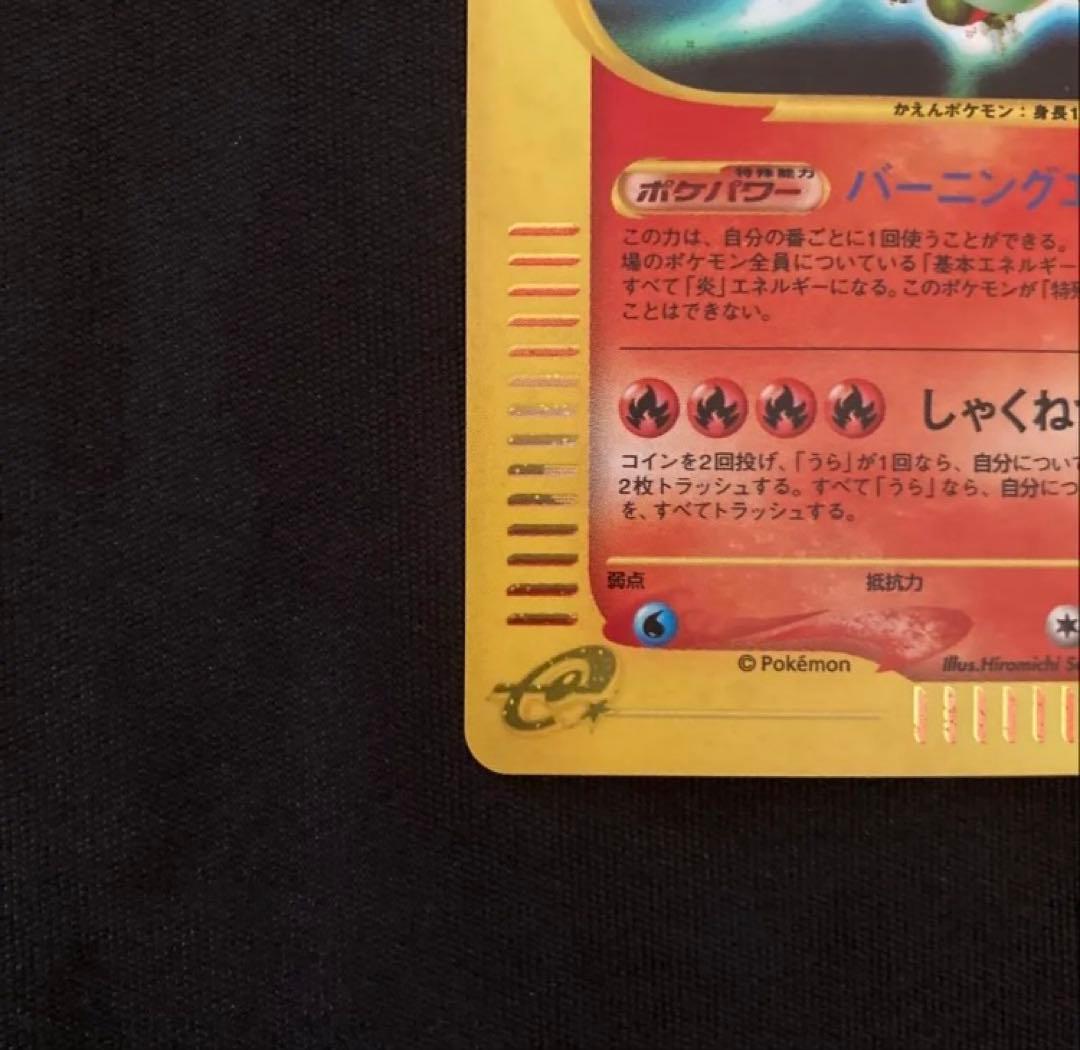 かえんポケモン：身長1
特殊能力
ポケパワー バーニングエ
この力は、自分の番ごとに1回使うことができる。
場のポケモン全員についている「基本エネルギー
すべて「炎」エネルギーになる。このポケモンが「特殊
ことはできない。
しゃくねつ
コインを2回投げ、「うら」が1回なら、自分につい
2枚トラッシュする。すべて「うら」なら、自分につ
を、すべてトラッシュする。
弱点 抵抗力
© Pokémon Illus.Hiromichi S
e